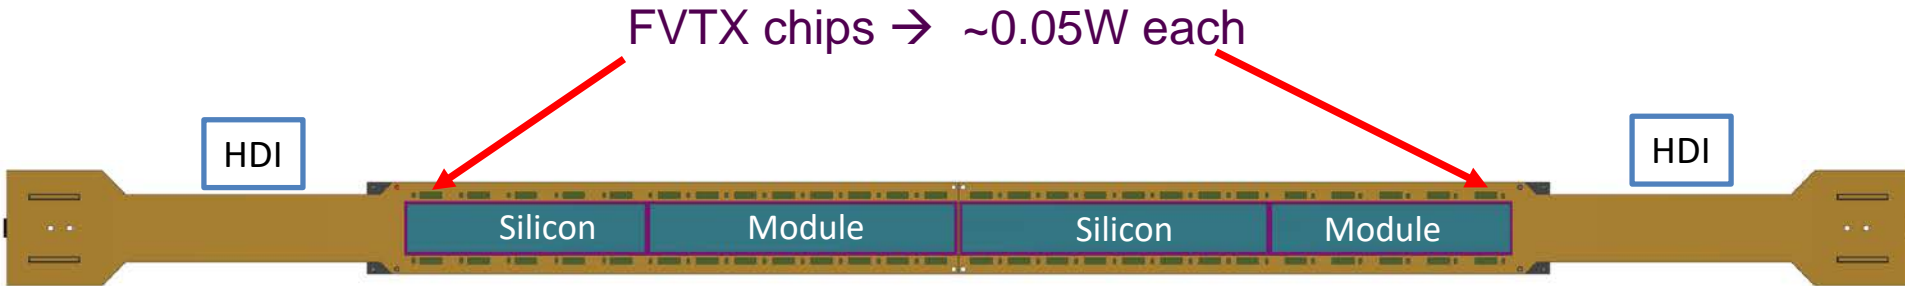 FVTX chips → ~0.05W each
HDI
HDI
Silicon
Module
Silicon
Module